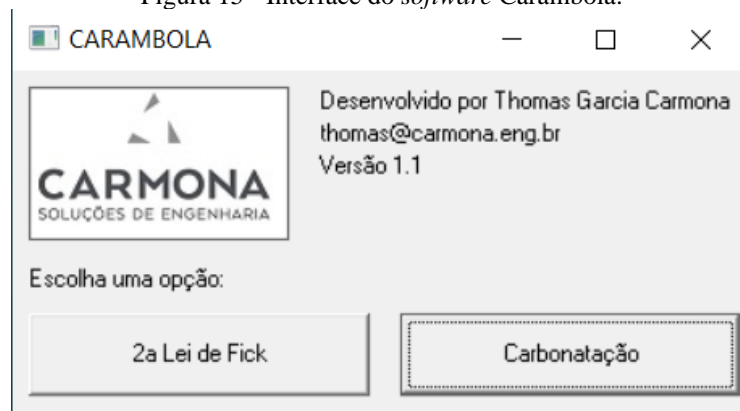 Figura 15 - Interface do software Carambola.
CARAMBOLA
Desenvolvido por Thomas Garcia Carmona
thomas@carmona.eng.br
Versão 1.1
CARMONA
SOLUÇÕES DE ENGENHARIA
Escolha uma opção:
2a Lei de Fick
Carbonatação